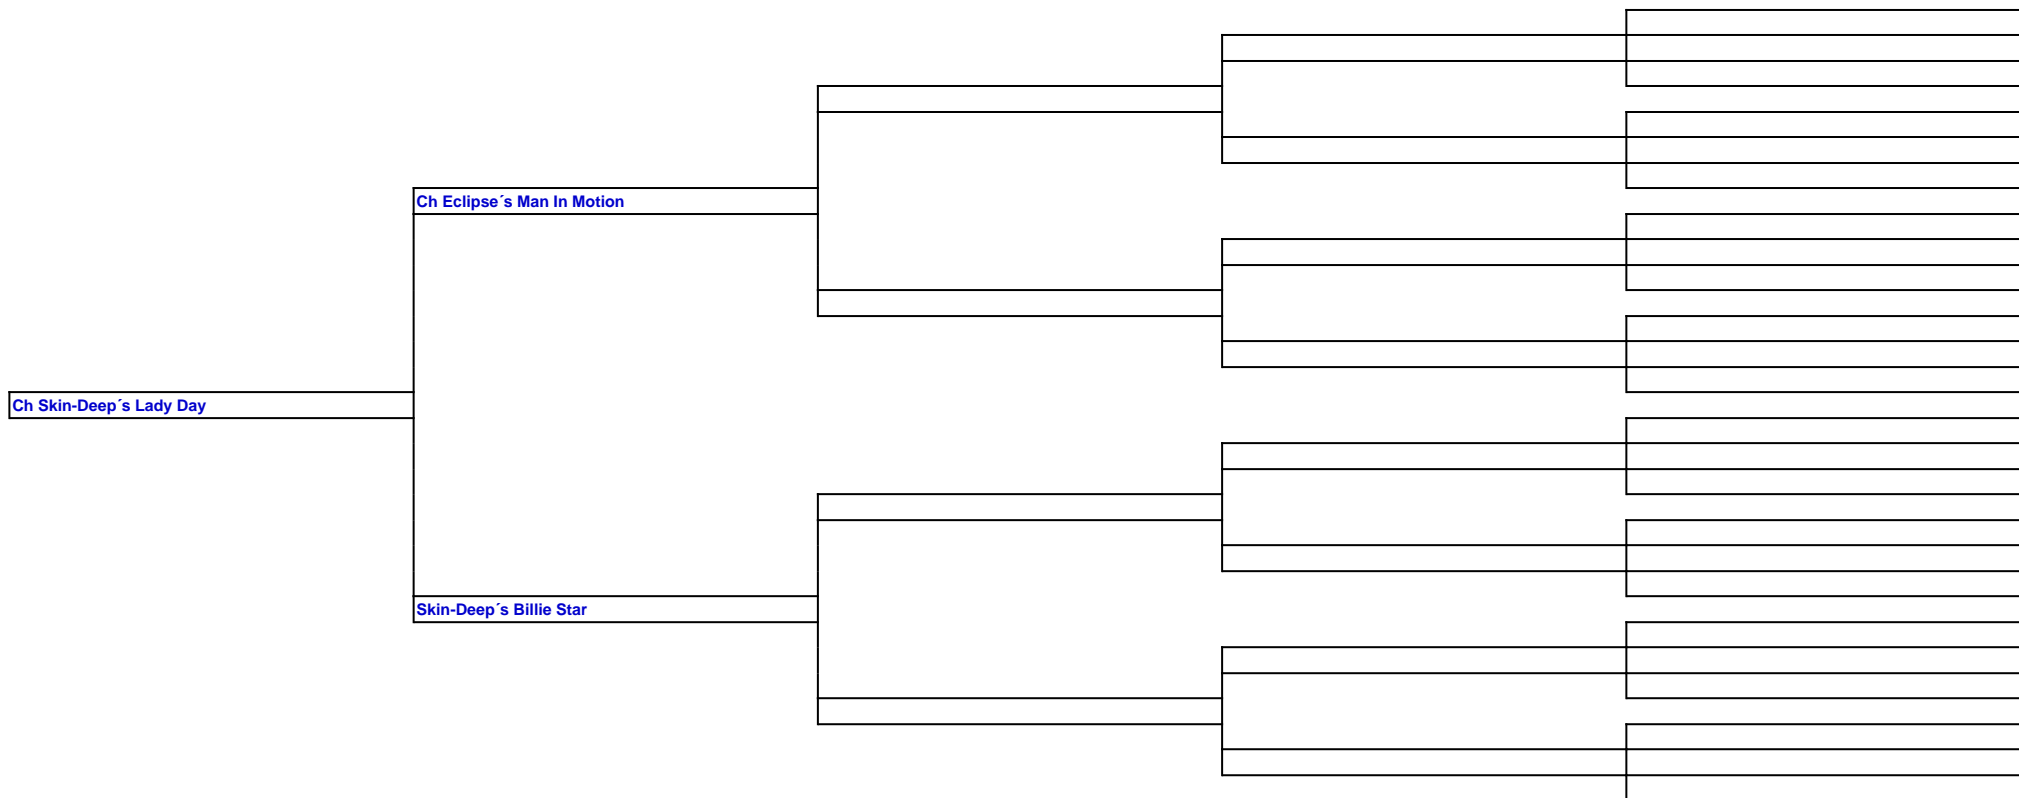 Ch Eclipse´s Man In Motion
Ch Skin-Deep´s Lady Day
Skin-Deep´s Billie Star